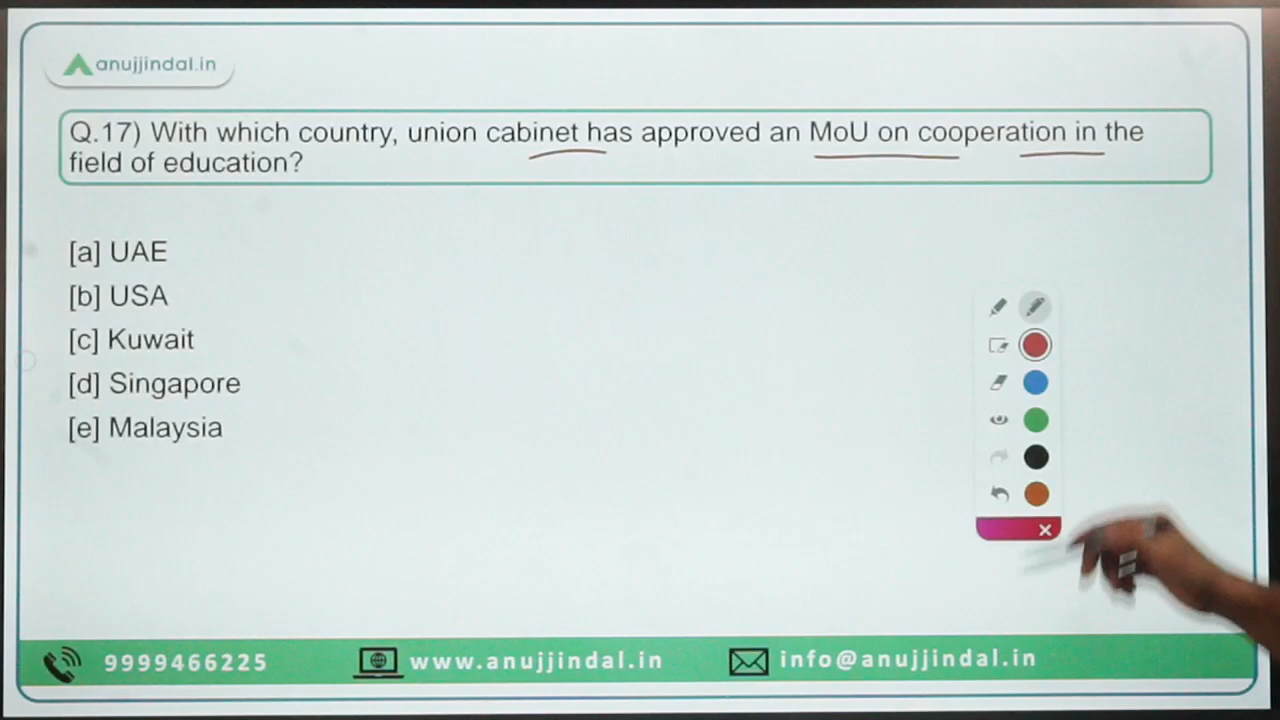 anujjindal.in
Q.17) With which country, union cabinet has approved an MoU on cooperation in the
field of education?
[a] UAE
[b] USA
[c] Kuwait
[d] Singapore
[e] Malaysia
9999466225 www.anujjindal.in info@anujjindal.in